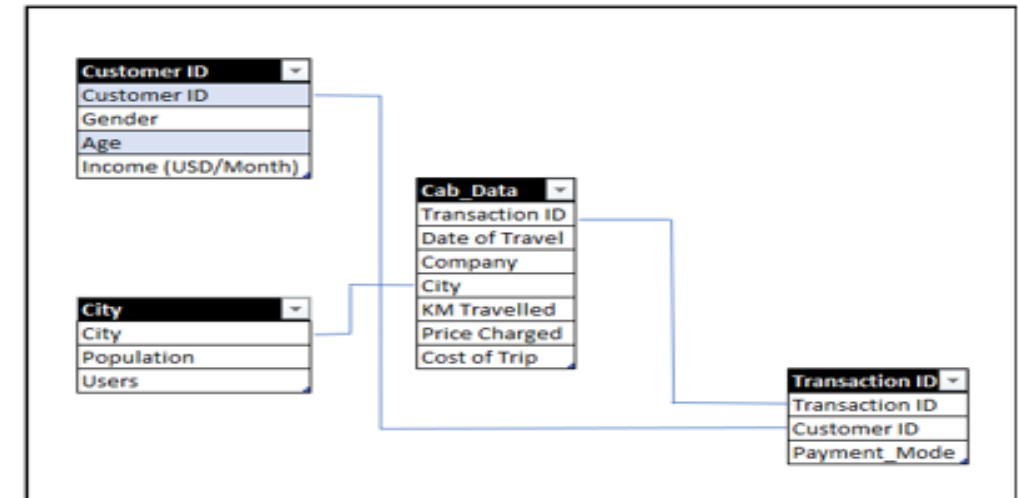 Customer ID
Customer ID
Gender
Age
Income (USD/Month)
City
City
Population
Users
Cab_Data
Transaction ID
Date of Travel
Company
City
KM Travelled
Price Charged
Cost of Trip
Transaction ID
Transaction ID
Customer ID
Payment_Mode